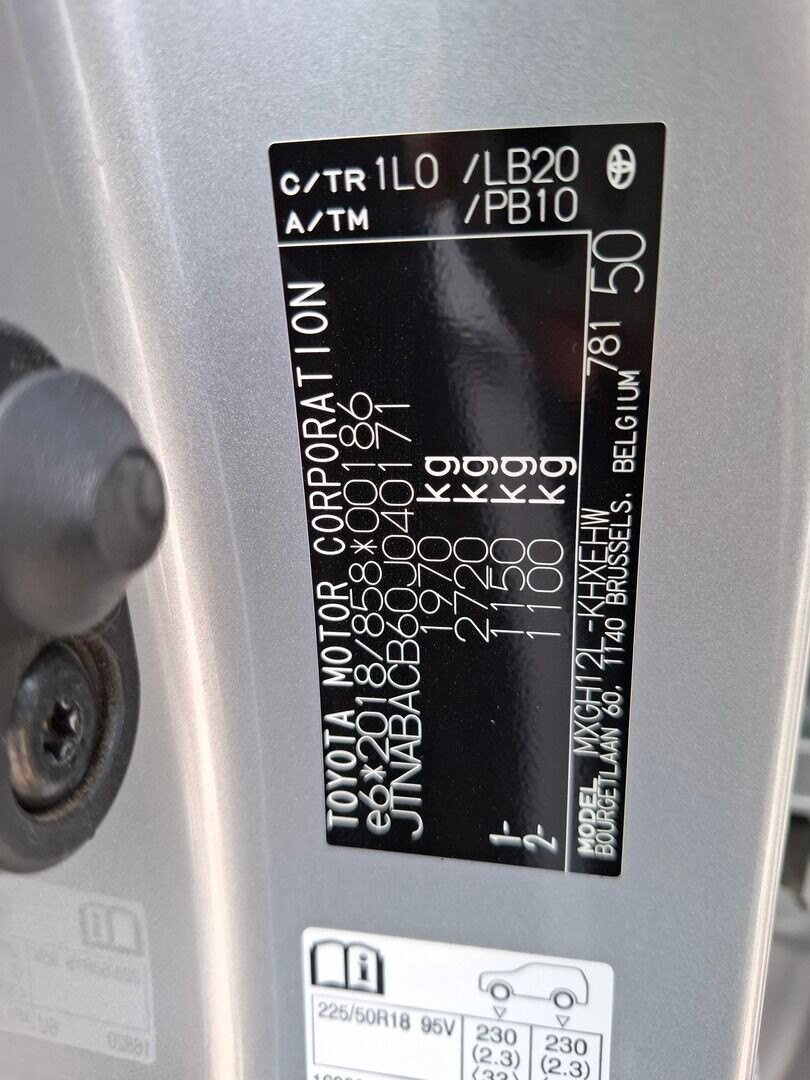 C/TR 1L0 /LB20
A/TM /PB10
TOYOTA MOTOR CORPORATION
e6*2018/858*00186
JTNABACB60J040171
1970 kg
2720 kg
1- 1150 kg
2- 1100 kg
MODEL MXGH12L-KHXEHW 781 50
BOURGETLAAN 60, 1140 BRUSSELS, BELGIUM
i
225/50R18 95V
230 230
(2.3) (2.3)
(33)